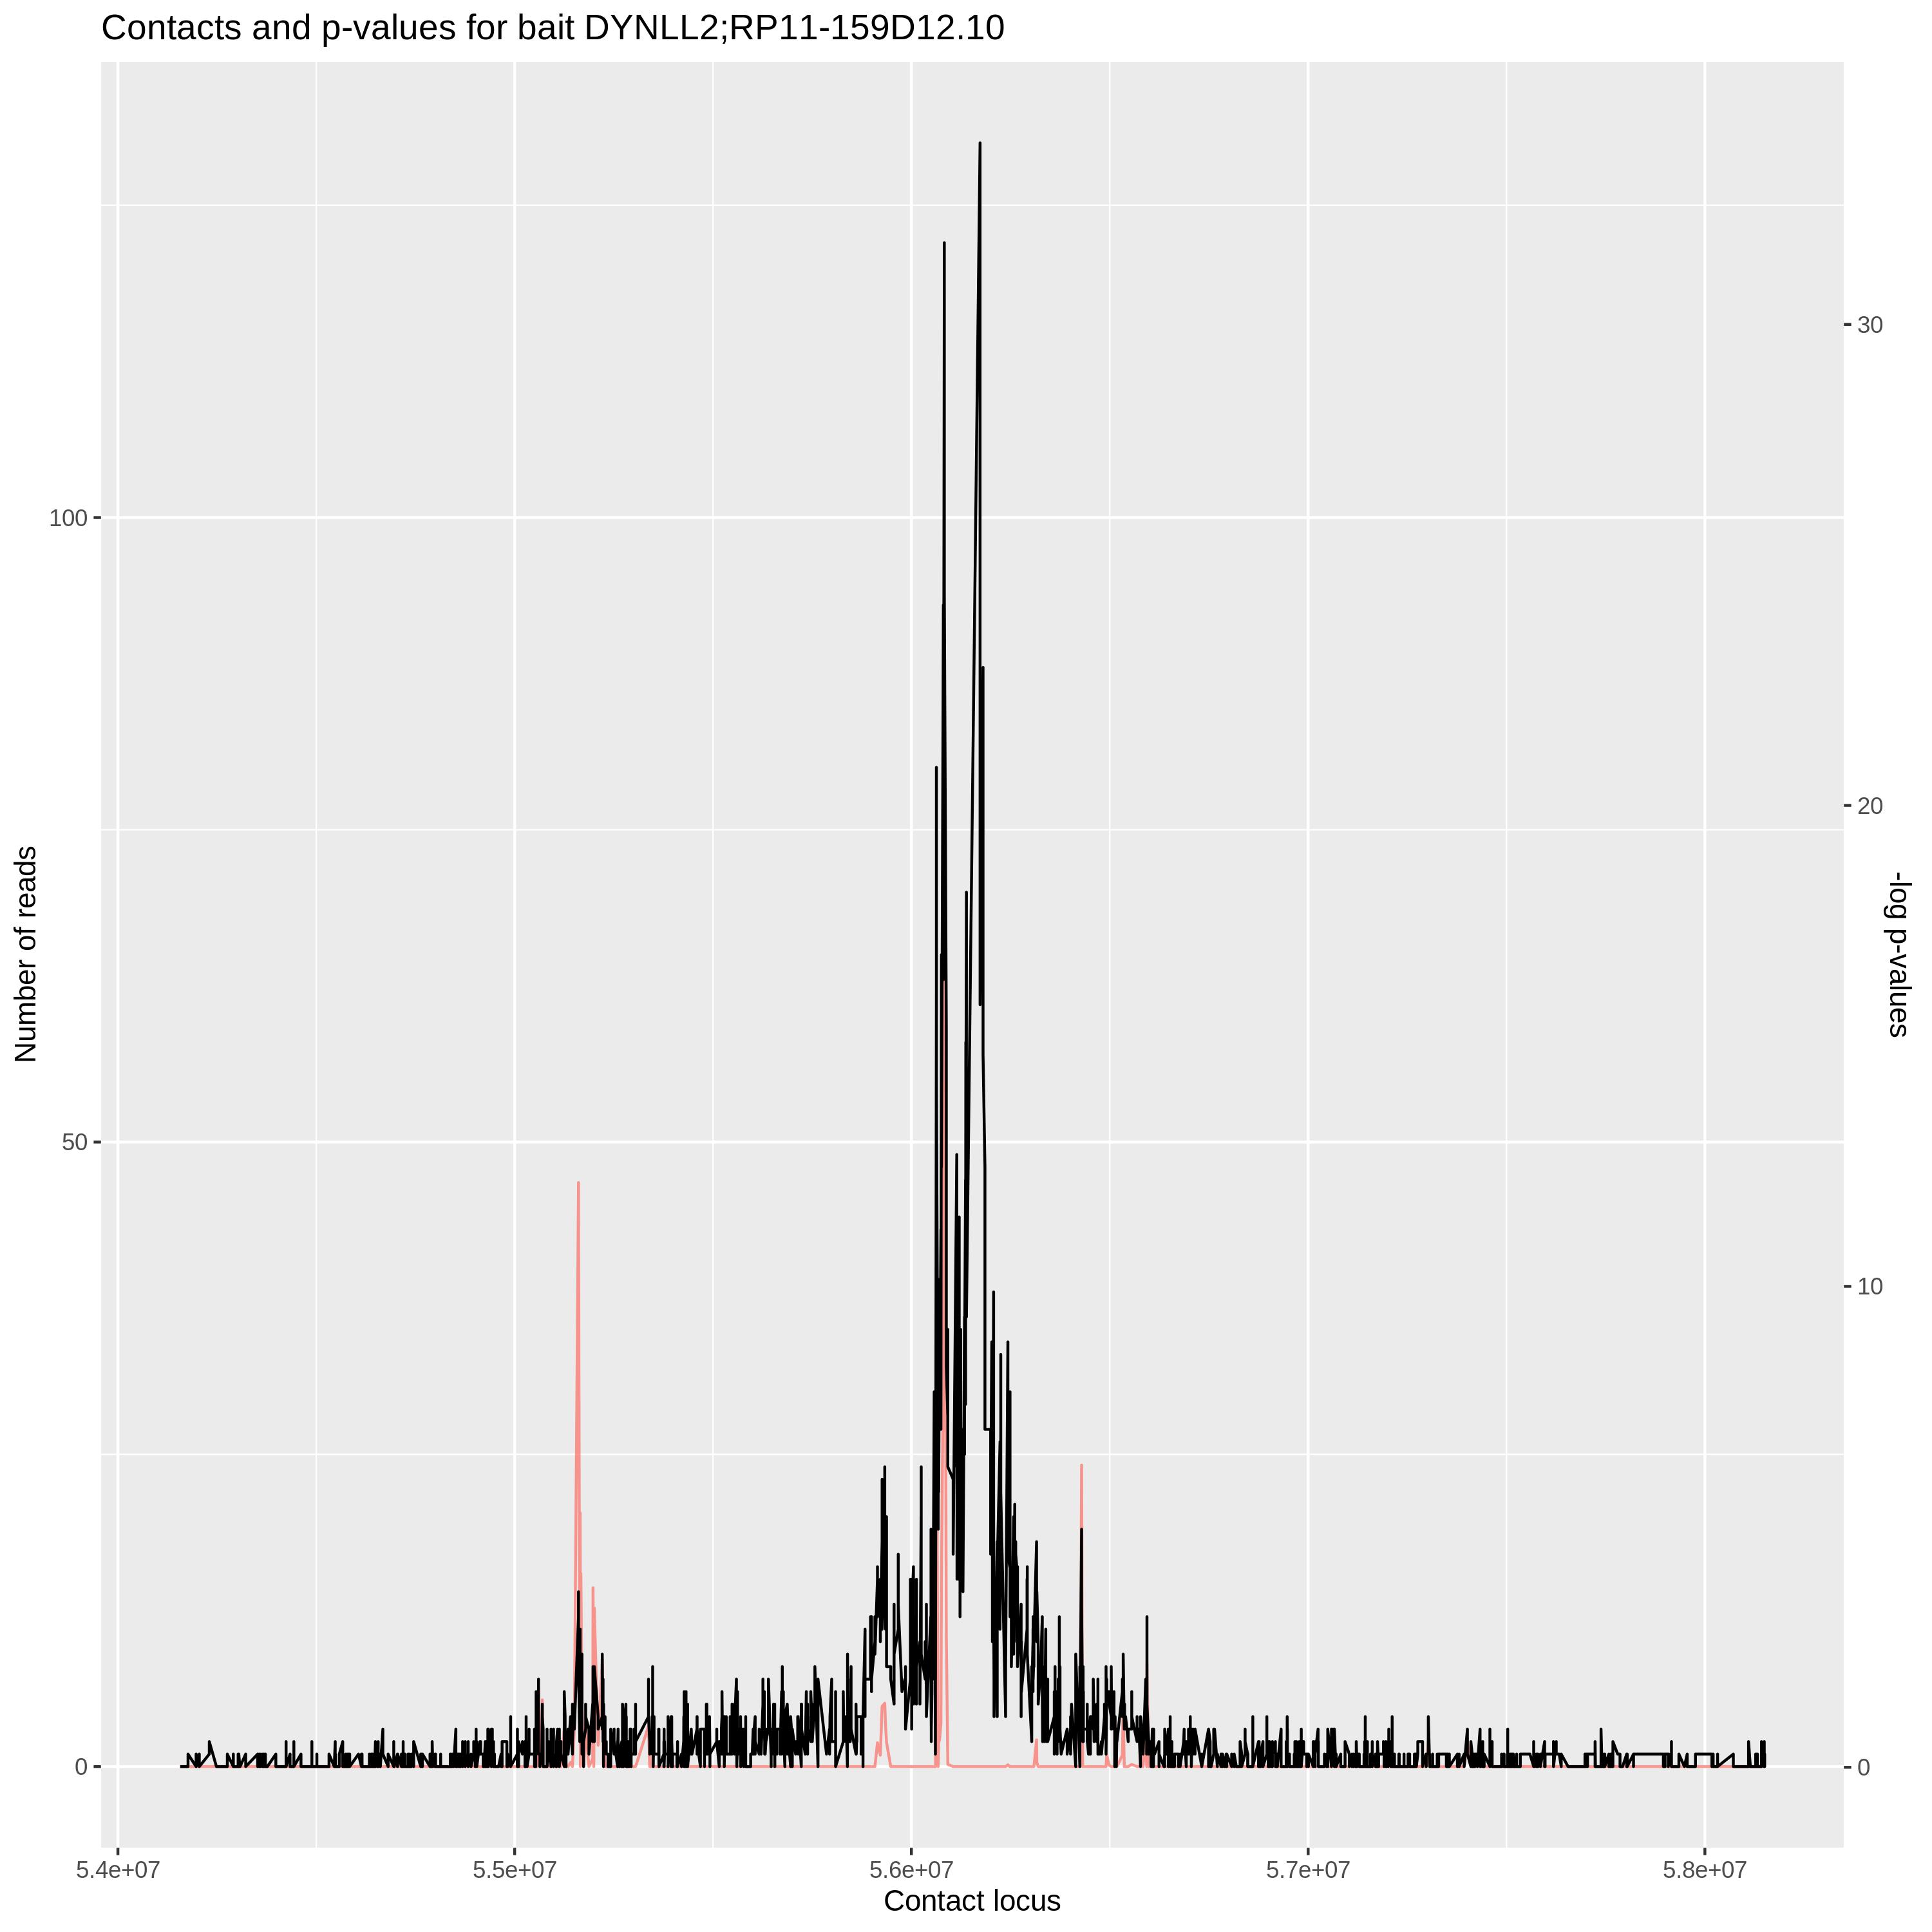 Contacts and p-values for bait DYNLL2;RP11-159D12.10
Number of reads
100
50
0
30
20
10
0
-log p-values
5.4e+07
5.5e+07
5.6e+07
5.7e+07
5.8e+07
Contact locus